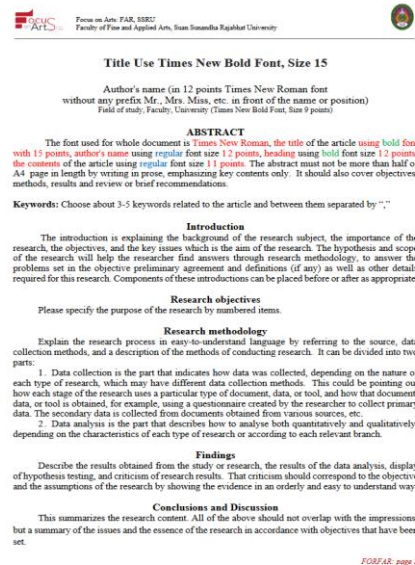 Focus Arts
Focus on Arts: FAR, SSRU
Faculty of Fine and Applied Arts, Suan Sunandha Rajabhat University
Title Use Times New Bold Font, Size 15
Author's name (in 12 points Times New Roman font
without any prefix Mr., Mrs. Miss, etc. in front of the name or position)
Field of study, Faculty, University (Times New Bold Font, Size 9 points)
ABSTRACT
The font used for whole document is Times New Roman, the title of the article using bold fon
with 15 points, author's name using regular font size 12 points, heading using bold font size 12 points
the contents of the article using regular font size 11 points. The abstract must not be more than half o
A4 page in length by writing in prose, emphasizing key contents only. It should also cover objectives
methods, results and review or brief recommendations.
Keywords: Choose about 3-5 keywords related to the article and between them separated by “,”
Introduction
The introduction is explaining the background of the research subject, the importance of the
research, the objectives, and the key issues which is the aim of the research. The hypothesis and scope
of the research will help the researcher find answers through research methodology, to answer the
problems set in the objective preliminary agreement and definitions (if any) as well as other details
required for this research. Components of these introductions can be placed before or after as appropriate
Research objectives
Please specify the purpose of the research by numbered items.
Research methodology
Explain the research process in easy-to-understand language by referring to the source, data
collection methods, and a description of the methods of conducting research. It can be divided into two
parts:
1. Data collection is the part that indicates how data was collected, depending on the nature o
each type of research, which may have different data collection methods. This could be pointing ou
how each stage of the research uses a particular type of document, data, or tool, and how that document
data, or tool is obtained, for example, using a questionnaire created by the researcher to collect primary
data. The secondary data is collected from documents obtained from various sources, etc.
2. Data analysis is the part that describes how to analyse both quantitatively and qualitatively
depending on the characteristics of each type of research or according to each relevant branch.
Findings
Describe the results obtained from the study or research, the results of the data analysis, display
of hypothesis testing, and criticism of research results. That criticism should correspond to the objective
and the assumptions of the research by showing the evidence in an orderly and easy to understand way
Conclusions and Discussion
This summarizes the research content. All of the above should not overlap with the impressions
but a summary of the issues and the essence of the research in accordance with objectives that have been
set.
FORFAR: page